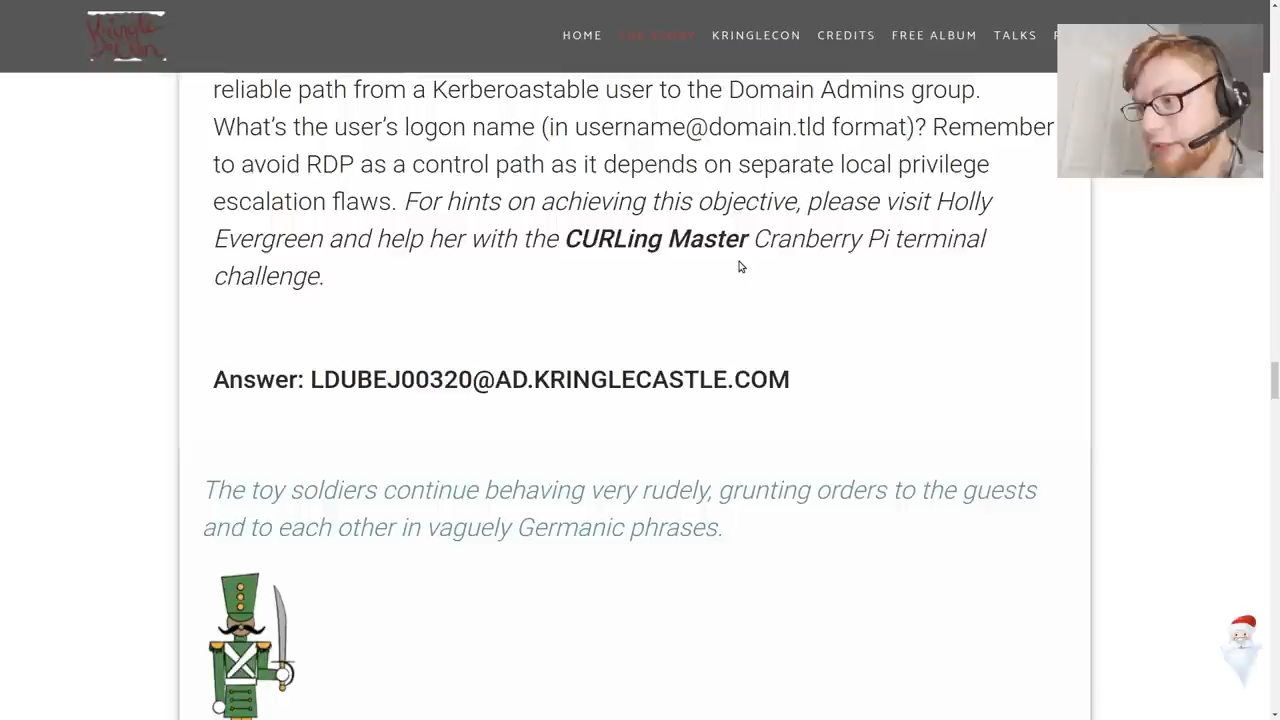 Kringle
HOME THE STORY KRINGLECON CREDITS FREE ALBUM TALKS
reliable path from a Kerberoastable user to the Domain Admins group.
What’s the user’s logon name (in username@domain.tld format)? Remember
to avoid RDP as a control path as it depends on separate local privilege
escalation flaws. For hints on achieving this objective, please visit Holly
Evergreen and help her with the CURLing Master Cranberry Pi terminal
challenge.
Answer: LDUBEJ00320@AD.KRINGLECASTLE.COM
The toy soldiers continue behaving very rudely, grunting orders to the guests
and to each other in vaguely Germanic phrases.